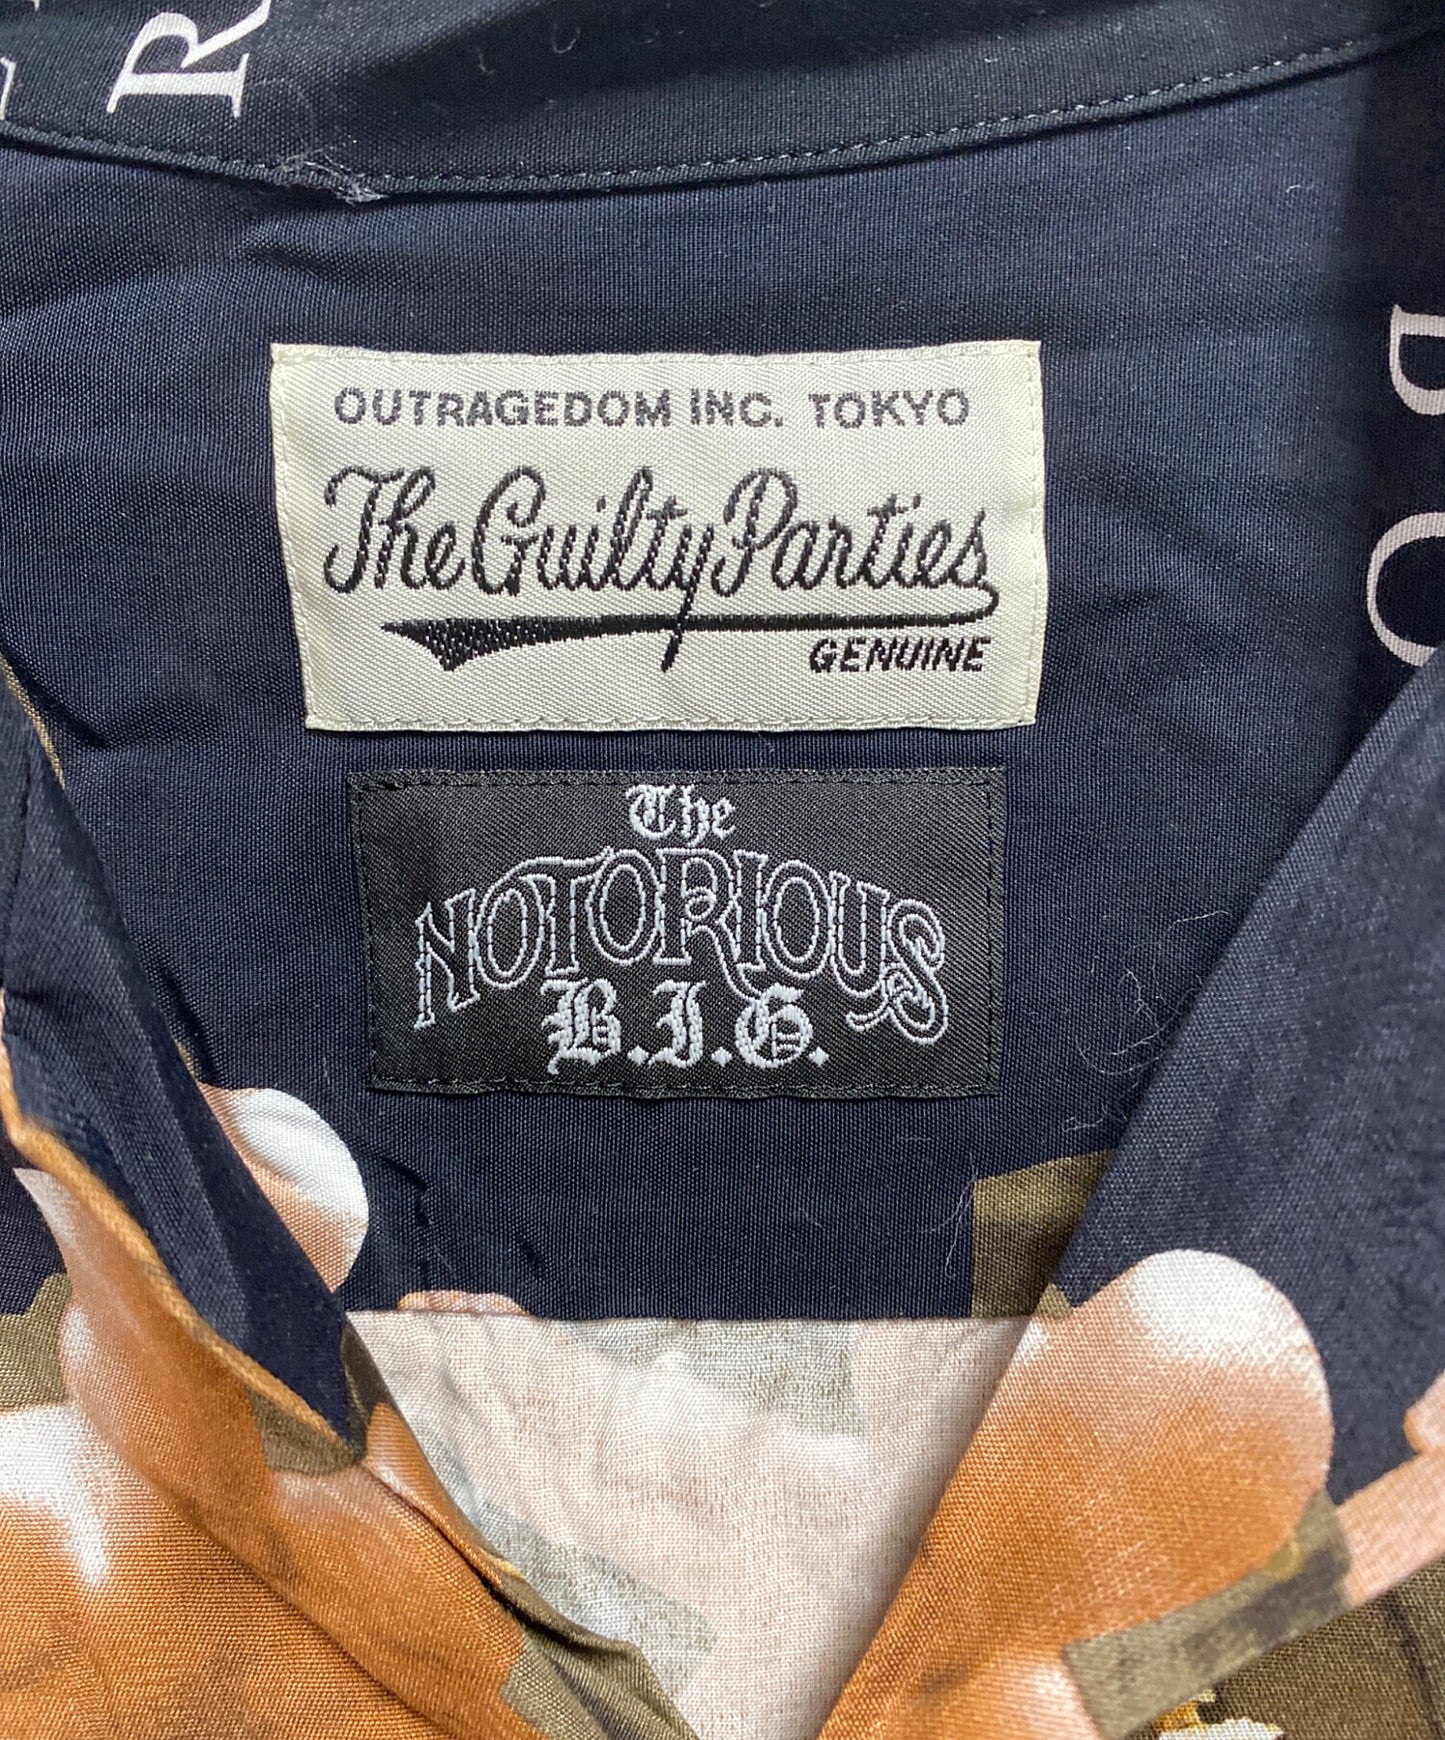 R
OUTRAGEDOM INC. TOKYO
The Guilty Parties
GENUINE
The
NOTORIOUS
B.I.G.